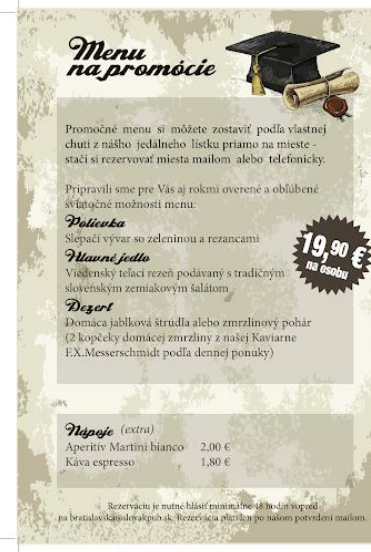 Menu
na promócie
Promočné menu si môžete zostaviť podľa vlastnej
chuti z nášho jedálneho lístku priamo na mieste -
stačí si rezervovať miesta mailom alebo telefonicky.
Pripravili sme pre Vás aj rokmi overené a obľúbené
sviatočné možnosti menu:
Polievka
Slepačí vývar so zeleninou a rezancami
Hlavné jedlo
Viedenský teľací rezeň podávaný s tradičným
slovenským zemiakovým šalátom
Dezert
Domáca jablková štrúdľa alebo zmrzlinový pohár
(2 kopčeky domácej zmrzliny z našej Kaviarne
F.X.Messerschmidt podľa dennej ponuky)
19,90 €
na osobu
Nápoje (extra)
Aperitív Martini bianco 2,00 €
Káva espresso 1,80 €
Rezerváciu je nutné hlásiť minimálne 48 hodín vopred
na bratislavska@slovakpub.sk. Rezervácia platí len po našom potvrdení mailom.